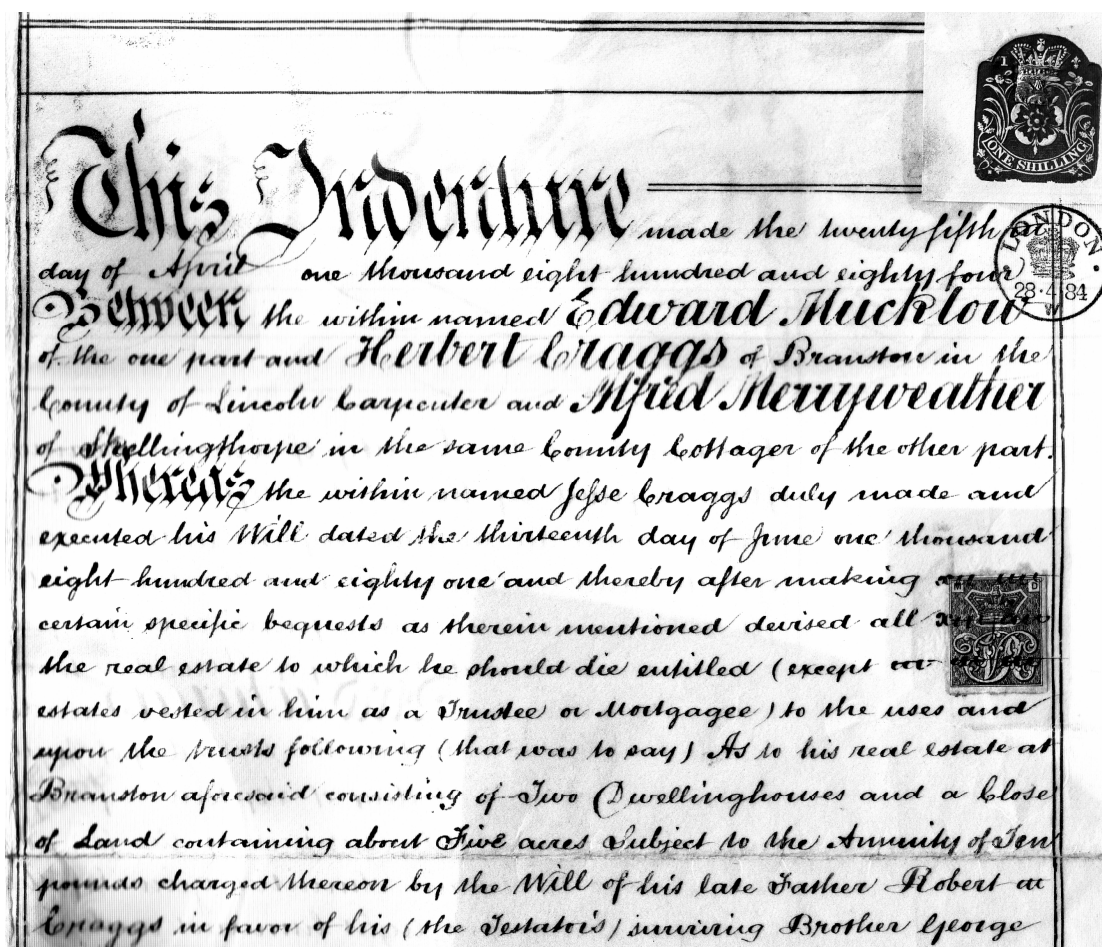 1
ONE SHILLING
This Indenture made the twenty fifth
LONDON
day of April one thousand eight hundred and eighty four
28·4·84
W
Between the within named Edward Mucklow
of the one part and Herbert Craggs of Branston in the
County of Lincoln Carpenter and Alfred Merryweather
of Skellingthorpe in the same County Cottager of the other part.
Whereas the within named Jesse Craggs duly made and
executed his Will dated the thirteenth day of June one thousand
eight hundred and eighty one and thereby after making
certain specific bequests as therein mentioned devised all
the real estate to which he should die entitled (except
estates vested in him as a Trustee or Mortgagee) to the uses and
upon the trusts following (that was to say) As to his real estate at
Branston aforesaid consisting of Two Dwellinghouses and a Close
of Land containing about Five acres Subject to the Annuity of Ten
pounds charged thereon by the Will of his late Father Robert
Craggs in favor of his (the Testator's) surviving Brother George